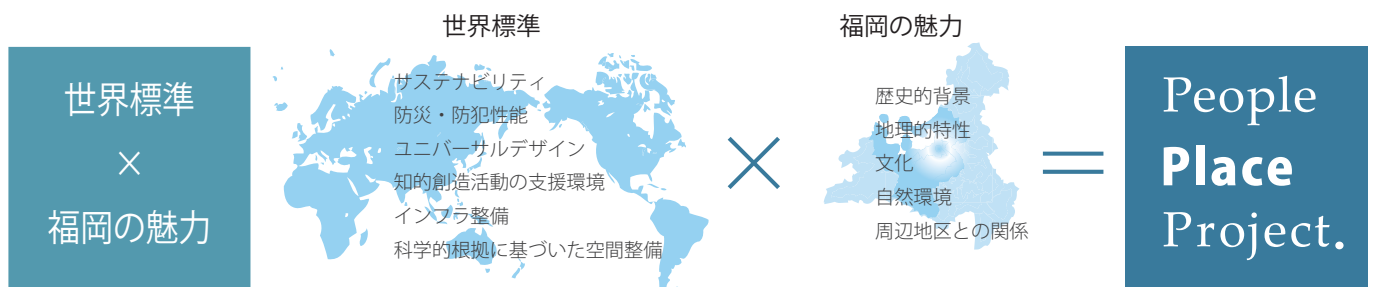 世界標準
×
福岡の魅力
世界標準
サステナビリティ
防災・防犯性能
ユニバーサルデザイン
知的創造活動の支援環境
インフラ整備
科学的根拠に基づいた空間整備
×
福岡の魅力
歴史的背景
地理的特性
文化
自然環境
周辺地区との関係
=
People
Place
Project.